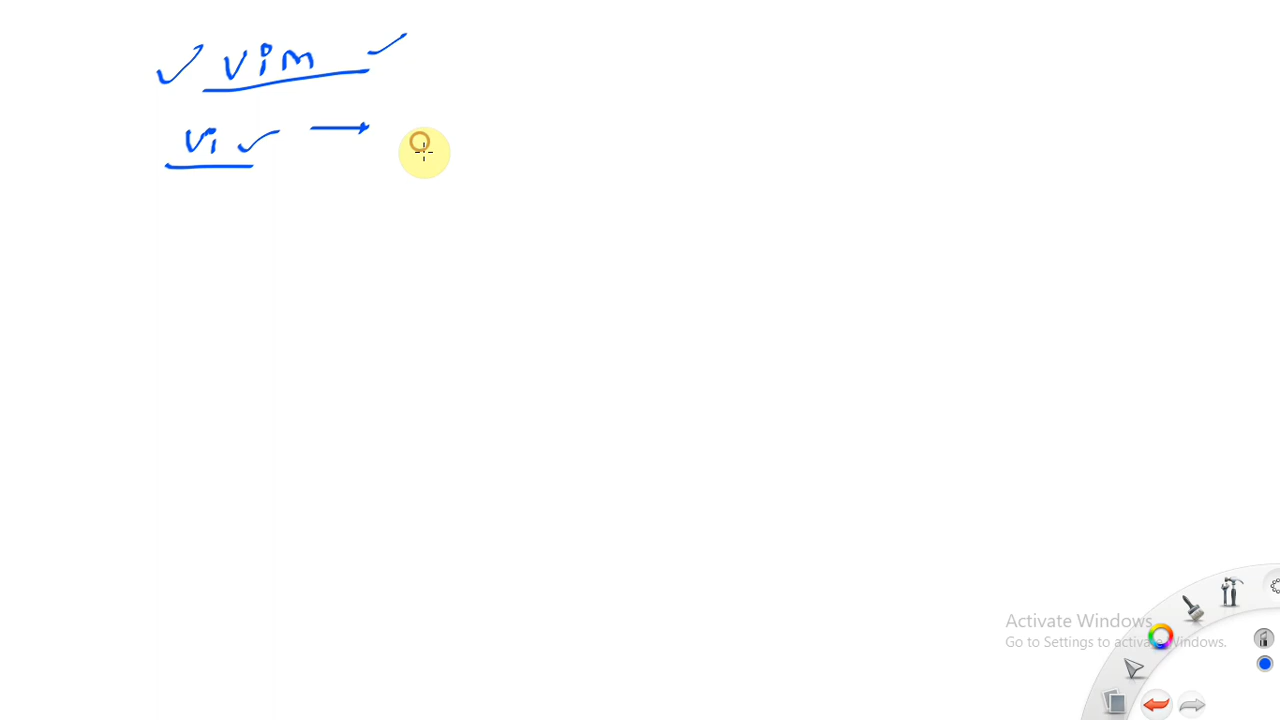 ✓ vim ✓
vi ✓ →
Activate Windows
Go to Settings to activate Windows.